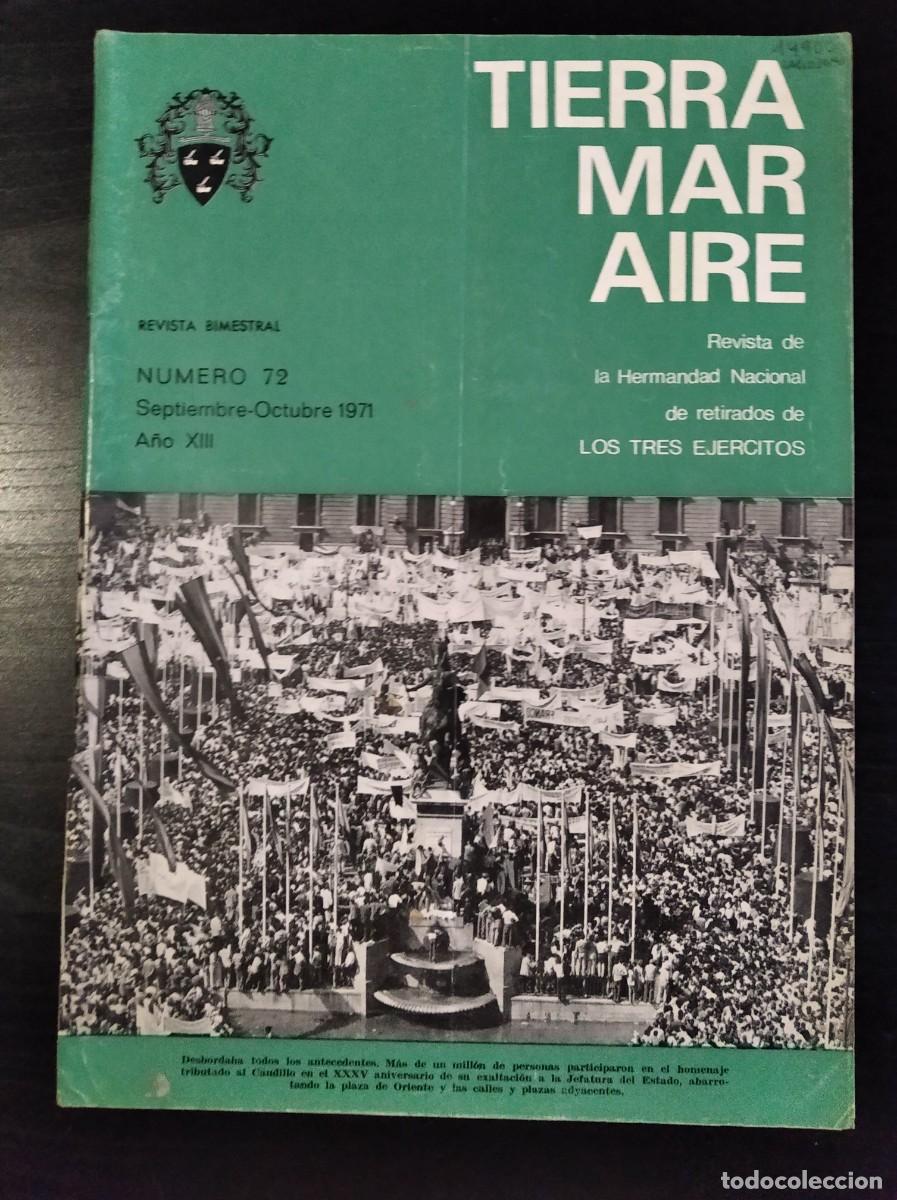 TIERRA
MAR
AIRE
REVISTA BIMESTRAL
NUMERO 72
Septiembre-Octubre 1971
Año XIII
Revista de
la Hermandad Nacional
de retirados de
LOS TRES EJERCITOS
Desbordaba todos los antecedentes. Más de un millón de personas participaron en el homenaje
tributado al Caudillo en el XXXV aniversario de su exaltación a la Jefatura del Estado, abarro-
tando la plaza de Oriente y las calles y plazas adyacentes.
todocoleccion